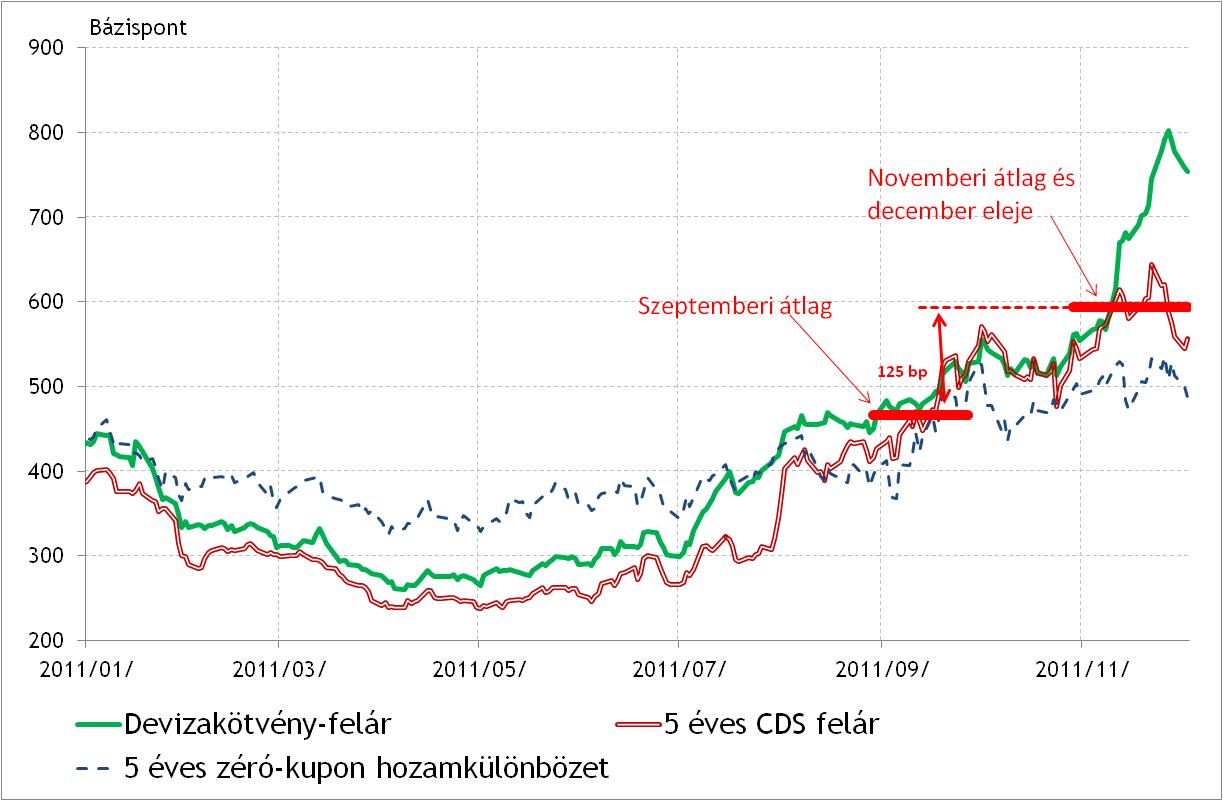 Bázispont
900
800
700
600
500
400
300
200
Novemberi átlag és
december eleje
Szeptemberi átlag
125 bp
2011/01/
2011/03/
2011/05/
2011/07/
2011/09/
2011/11/
Devizakötvény-felár
5 éves CDS felár
5 éves zéró-kupon hozamkülönbözet